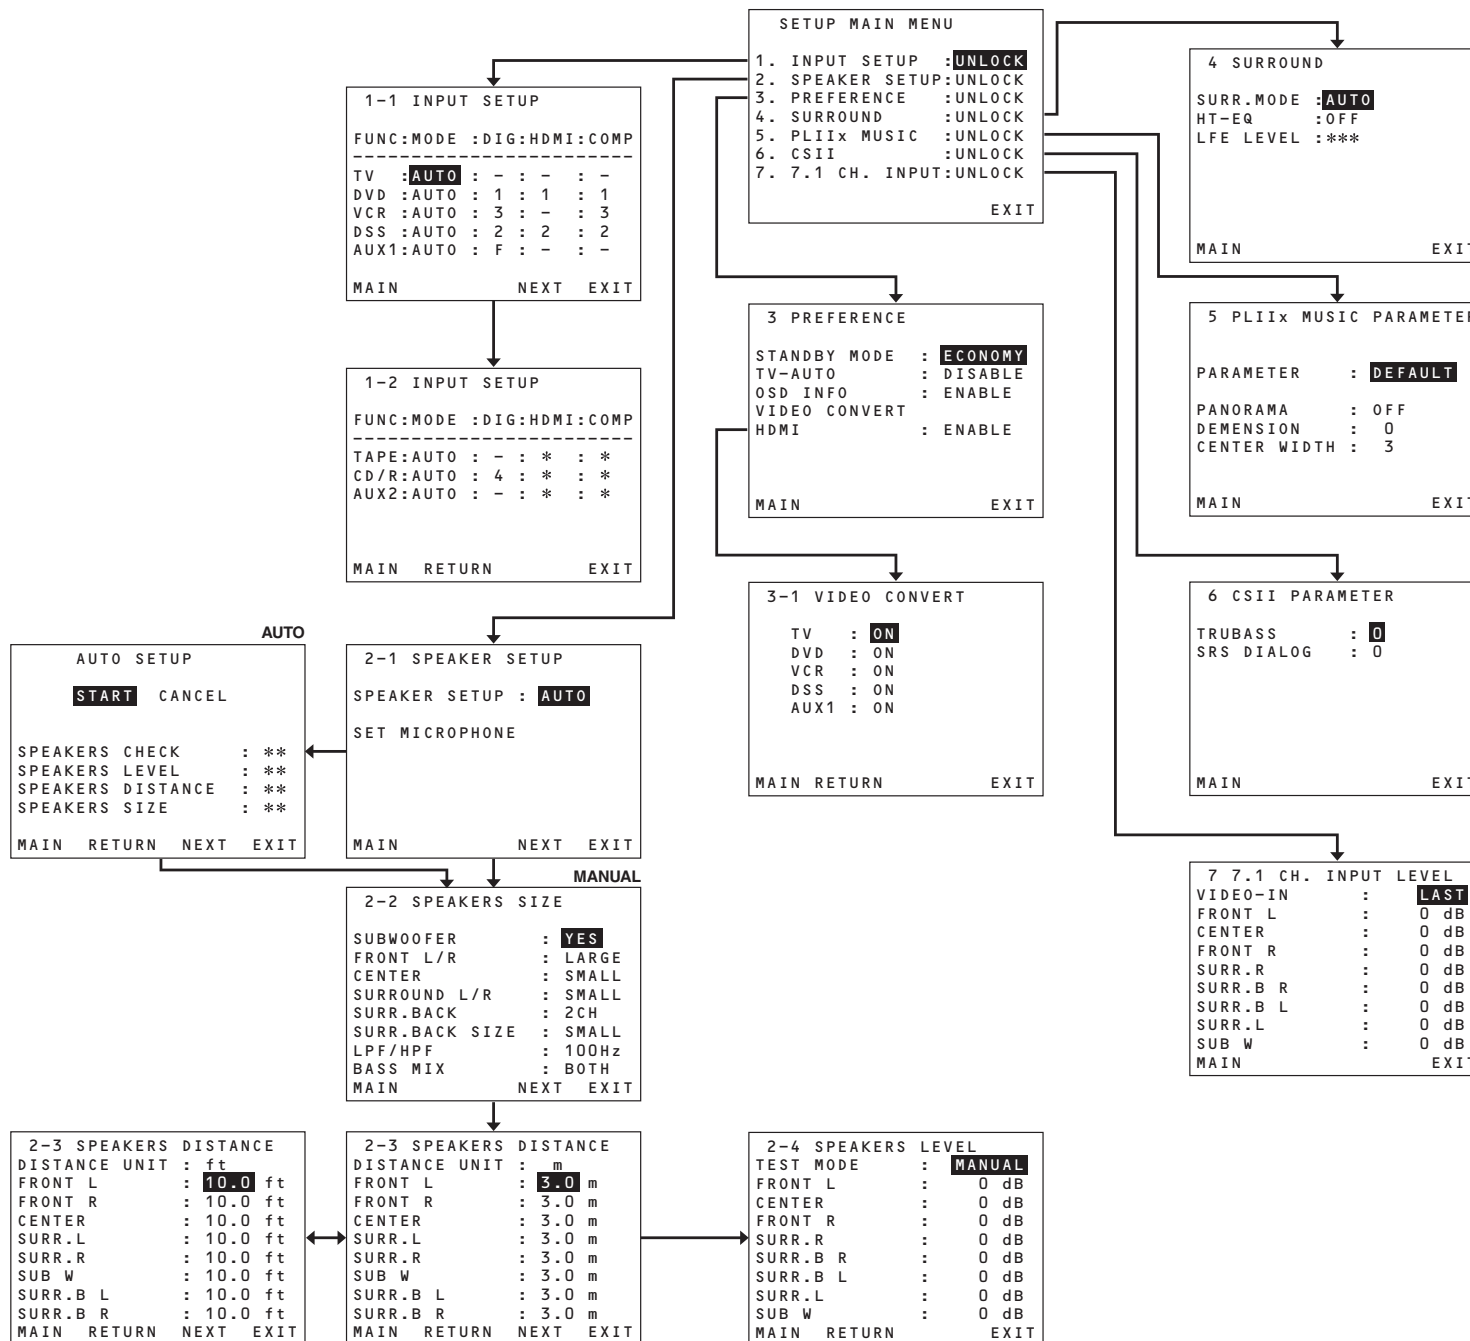 SETUP MAIN MENU
1. INPUT SETUP :UNLOCK
2. SPEAKER SETUP:UNLOCK
3. PREFERENCE :UNLOCK
4. SURROUND :UNLOCK
5. PLIIx MUSIC :UNLOCK
6. CSII :UNLOCK
7. 7.1 CH. INPUT:UNLOCK
EXIT
1-1 INPUT SETUP
FUNC:MODE :DIG:HDMI:COMP
TV :AUTO : - : - : -
DVD :AUTO : 1 : 1 : 1
VCR :AUTO : 3 : - : 3
DSS :AUTO : 2 : 2 : 2
AUX1:AUTO : F : - : -
MAIN NEXT EXIT
1-2 INPUT SETUP
FUNC:MODE :DIG:HDMI:COMP
TAPE:AUTO : - : * : *
CD/R:AUTO : 4 : * : *
AUX2:AUTO : - : * : *
MAIN RETURN EXIT
AUTO
AUTO SETUP
START CANCEL
SPEAKERS CHECK : **
SPEAKERS LEVEL : **
SPEAKERS DISTANCE : **
SPEAKERS SIZE : **
MAIN RETURN NEXT EXIT
2-1 SPEAKER SETUP
SPEAKER SETUP : AUTO
SET MICROPHONE
MAIN NEXT EXIT
MANUAL
2-2 SPEAKERS SIZE
SUBWOOFER : YES
FRONT L/R : LARGE
CENTER : SMALL
SURROUND L/R : SMALL
SURR.BACK : 2CH
SURR.BACK SIZE : SMALL
LPF/HPF : 100Hz
BASS MIX : BOTH
MAIN NEXT EXIT
2-3 SPEAKERS DISTANCE
DISTANCE UNIT : ft
FRONT L : 10.0 ft
FRONT R : 10.0 ft
CENTER : 10.0 ft
SURR.L : 10.0 ft
SURR.R : 10.0 ft
SUB W : 10.0 ft
SURR.B L : 10.0 ft
SURR.B R : 10.0 ft
MAIN RETURN NEXT EXIT
2-3 SPEAKERS DISTANCE
DISTANCE UNIT : m
FRONT L : 3.0 m
FRONT R : 3.0 m
CENTER : 3.0 m
SURR.L : 3.0 m
SURR.R : 3.0 m
SUB W : 3.0 m
SURR.B L : 3.0 m
SURR.B R : 3.0 m
MAIN RETURN NEXT EXIT
2-4 SPEAKERS LEVEL
TEST MODE : MANUAL
FRONT L : 0 dB
CENTER : 0 dB
FRONT R : 0 dB
SURR.R : 0 dB
SURR.B R : 0 dB
SURR.B L : 0 dB
SURR.L : 0 dB
SUB W : 0 dB
MAIN RETURN EXIT
3 PREFERENCE
STANDBY MODE : ECONOMY
TV-AUTO : DISABLE
OSD INFO : ENABLE
VIDEO CONVERT
HDMI : ENABLE
MAIN EXIT
3-1 VIDEO CONVERT
TV : ON
DVD : ON
VCR : ON
DSS : ON
AUX1 : ON
MAIN RETURN EXIT
4 SURROUND
SURR.MODE :AUTO
HT-EQ :OFF
LFE LEVEL :***
MAIN EXIT
5 PLIIx MUSIC PARAMETER
PARAMETER : DEFAULT
PANORAMA : OFF
DEMENSION : 0
CENTER WIDTH : 3
MAIN EXIT
6 CSII PARAMETER
TRUBASS : 0
SRS DIALOG : 0
MAIN EXIT
7 7.1 CH. INPUT LEVEL
VIDEO-IN : LAST
FRONT L : 0 dB
CENTER : 0 dB
FRONT R : 0 dB
SURR.R : 0 dB
SURR.B R : 0 dB
SURR.B L : 0 dB
SURR.L : 0 dB
SUB W : 0 dB
MAIN EXIT